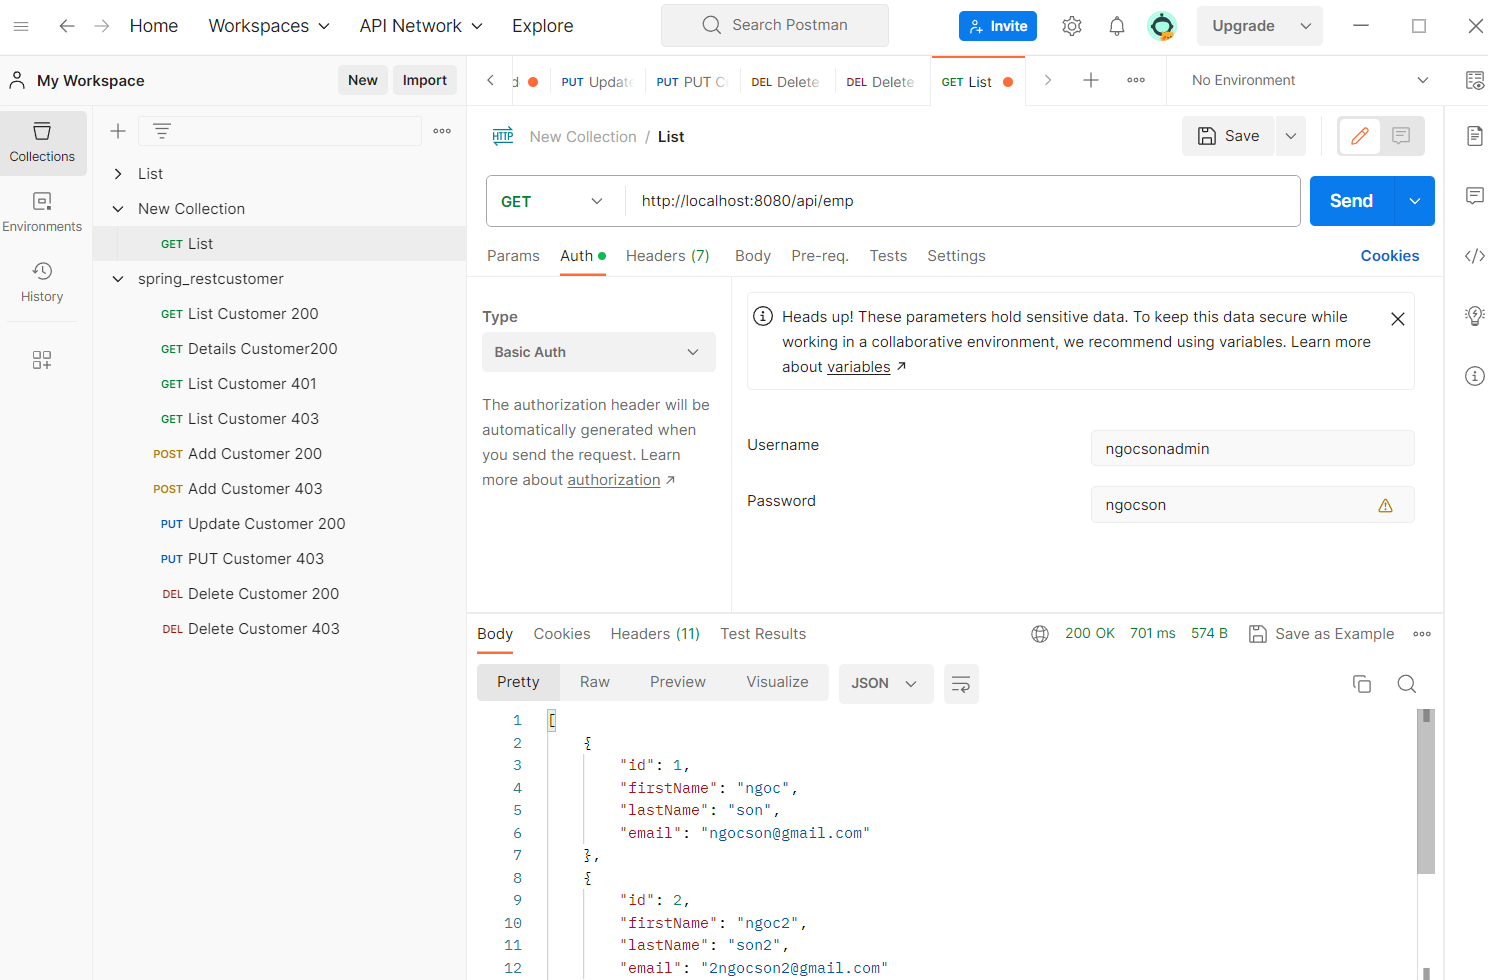 Home
Workspaces
API Network
Explore
Search Postman
Invite
Upgrade
My Workspace
New
Import
PUT Update
PUT PUT C
DEL Delete
DEL Delete
GET List
No Environment
Collections
Environments
History
List
New Collection
GET List
spring_restcustomer
GET List Customer 200
GET Details Customer200
GET List Customer 401
GET List Customer 403
POST Add Customer 200
POST Add Customer 403
PUT Update Customer 200
PUT PUT Customer 403
DEL Delete Customer 200
DEL Delete Customer 403
HTTP New Collection / List
Save
GET
http://localhost:8080/api/emp
Send
Params
Auth
Headers (7)
Body
Pre-req.
Tests
Settings
Cookies
Type
Basic Auth
The authorization header will be
automatically generated when
you send the request. Learn
more about authorization ↗
Heads up! These parameters hold sensitive data. To keep this data secure while
working in a collaborative environment, we recommend using variables. Learn more
about variables ↗
Username
ngocsonadmin
Password
ngocson
Body
Cookies
Headers (11)
Test Results
200 OK
701 ms
574 B
Save as Example
Pretty
Raw
Preview
Visualize
JSON
1 [
2 {
3 "id": 1,
4 "firstName": "ngoc",
5 "lastName": "son",
6 "email": "ngocson@gmail.com"
7 },
8 {
9 "id": 2,
10 "firstName": "ngoc2",
11 "lastName": "son2",
12 "email": "2ngocson2@gmail.com"